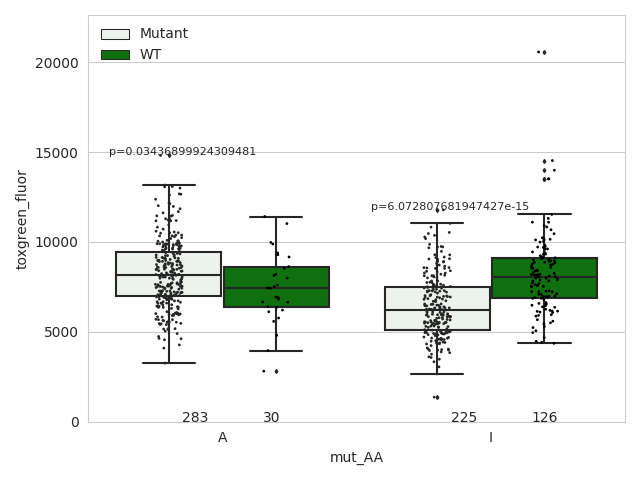 Mutant
WT
20000
15000
10000
5000
0
toxgreen_fluor
p=0.03436899924309481
p=6.072807681947427e-15
283 30 225 126
A I
mut_AA